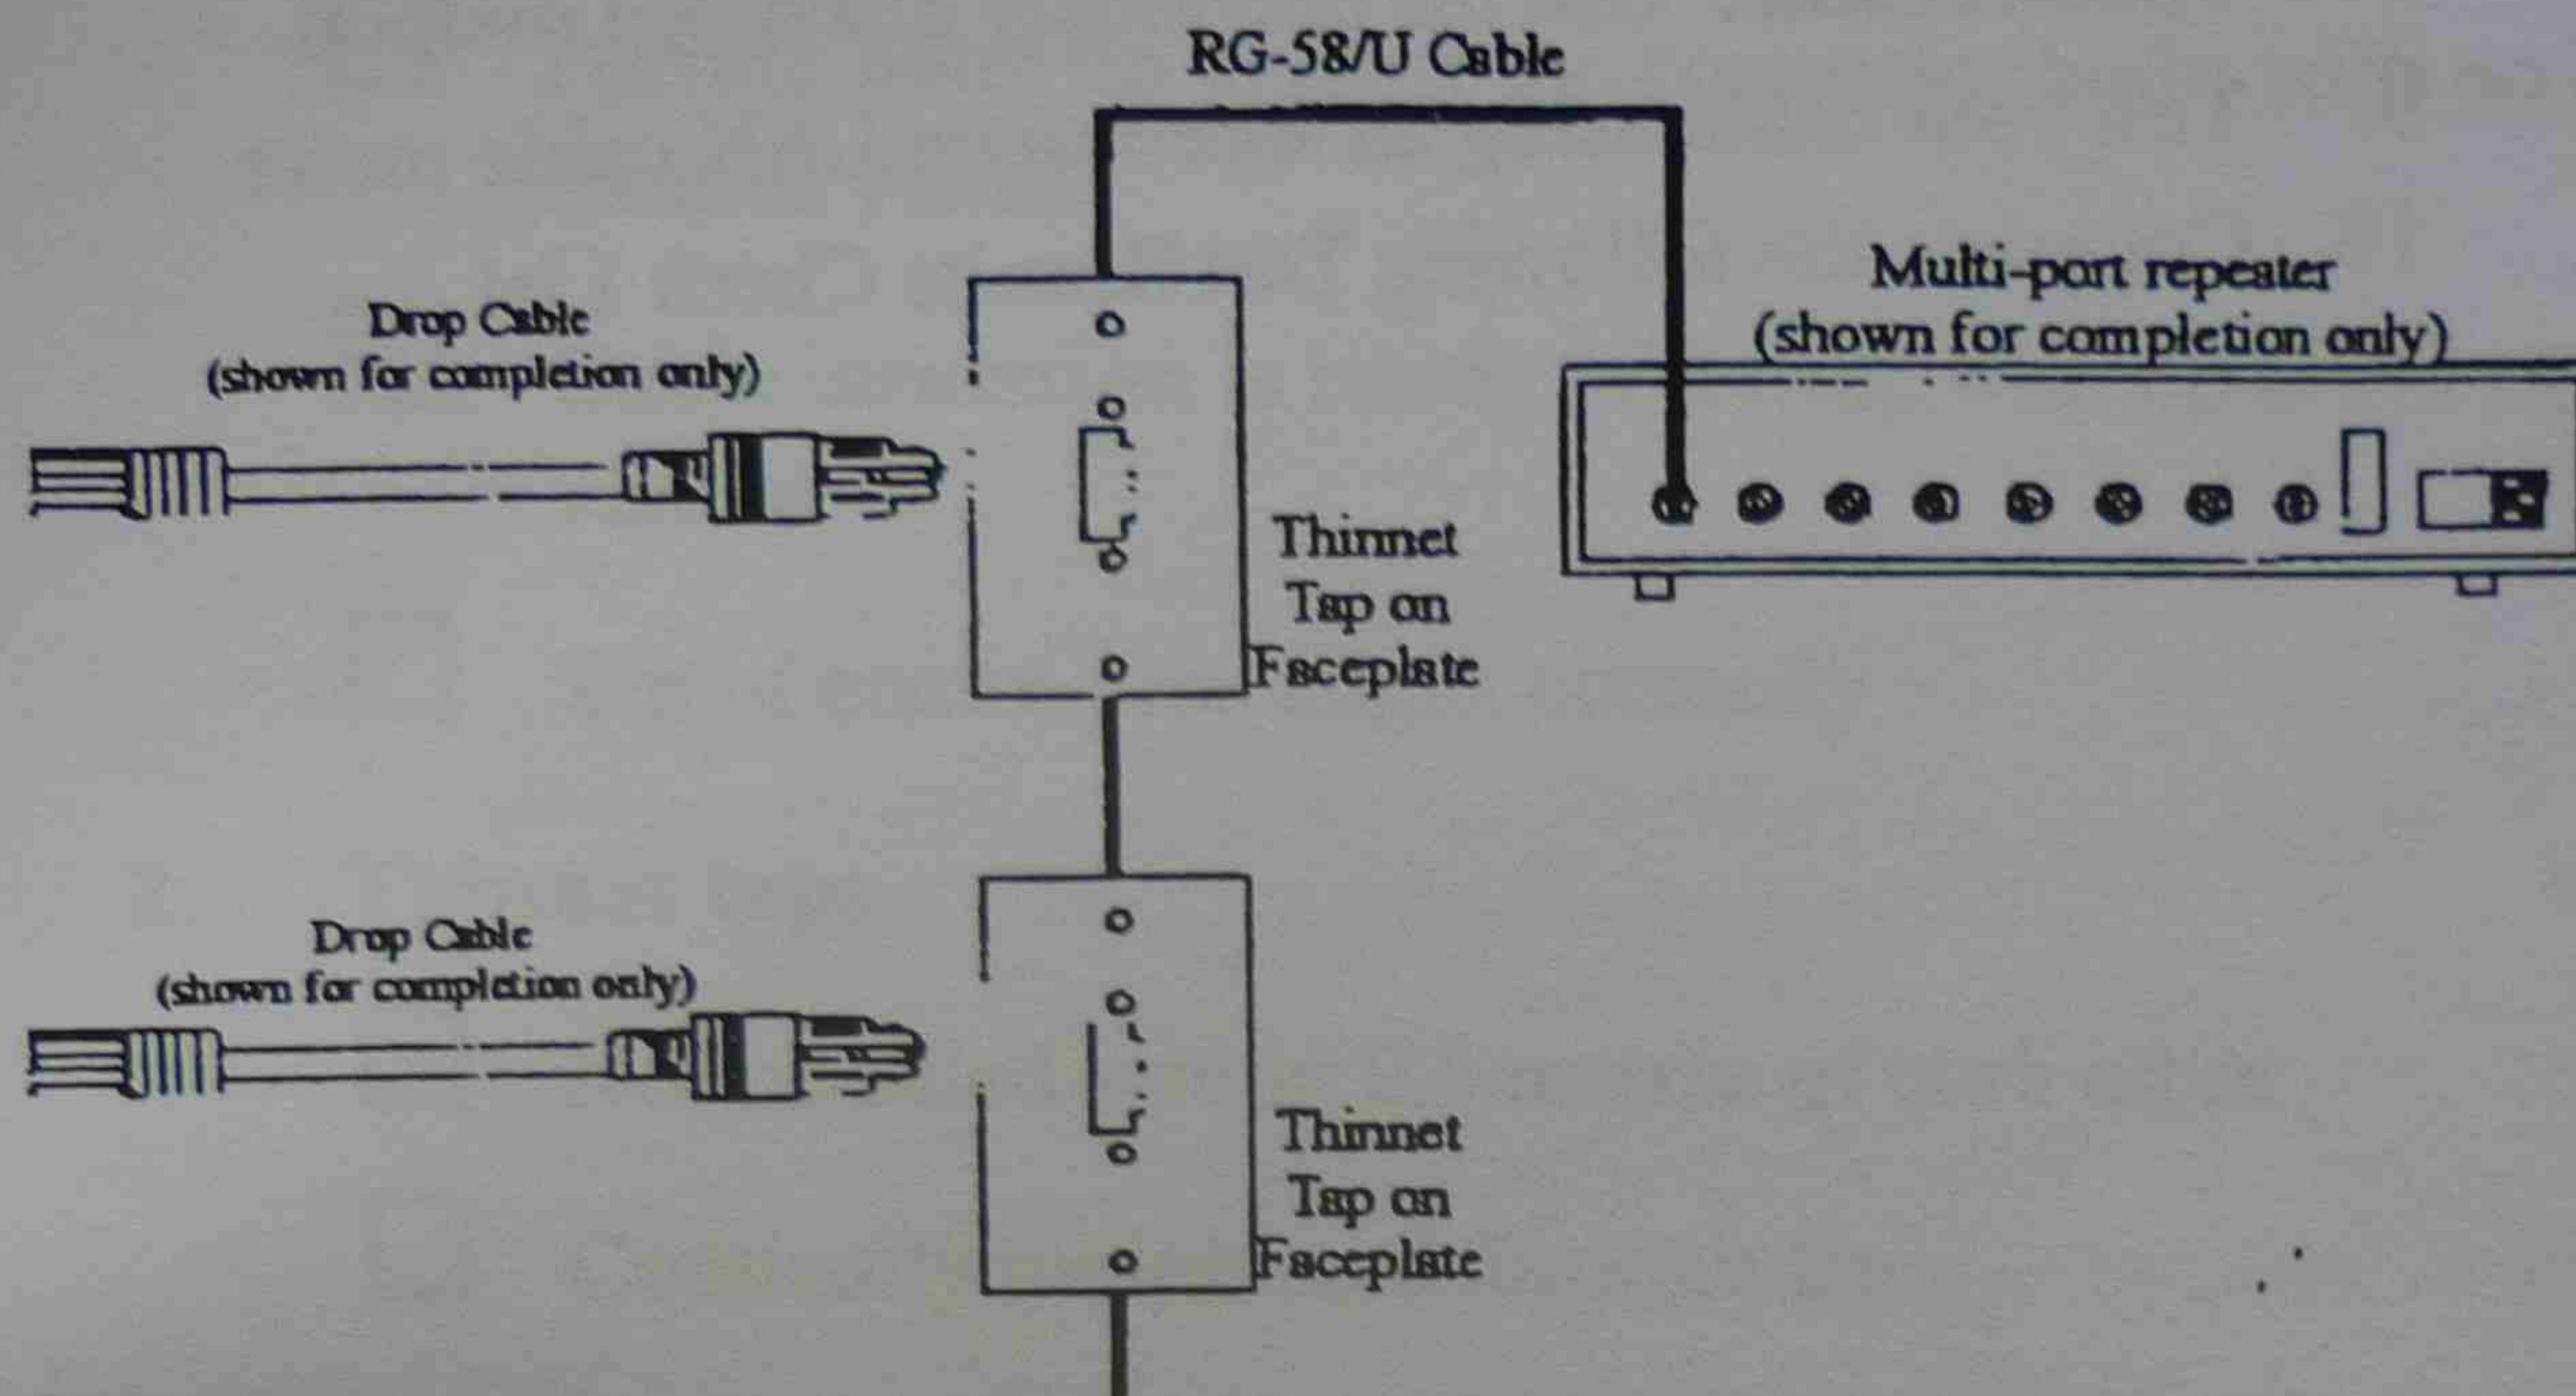 RG-58/U Cable
Multi-port repeater
(shown for completion only)
Drop Cable
(shown for completion only)
Thinnet
Tap on
Faceplate
Drop Cable
(shown for completion only)
Thinnet
Tap on
Faceplate